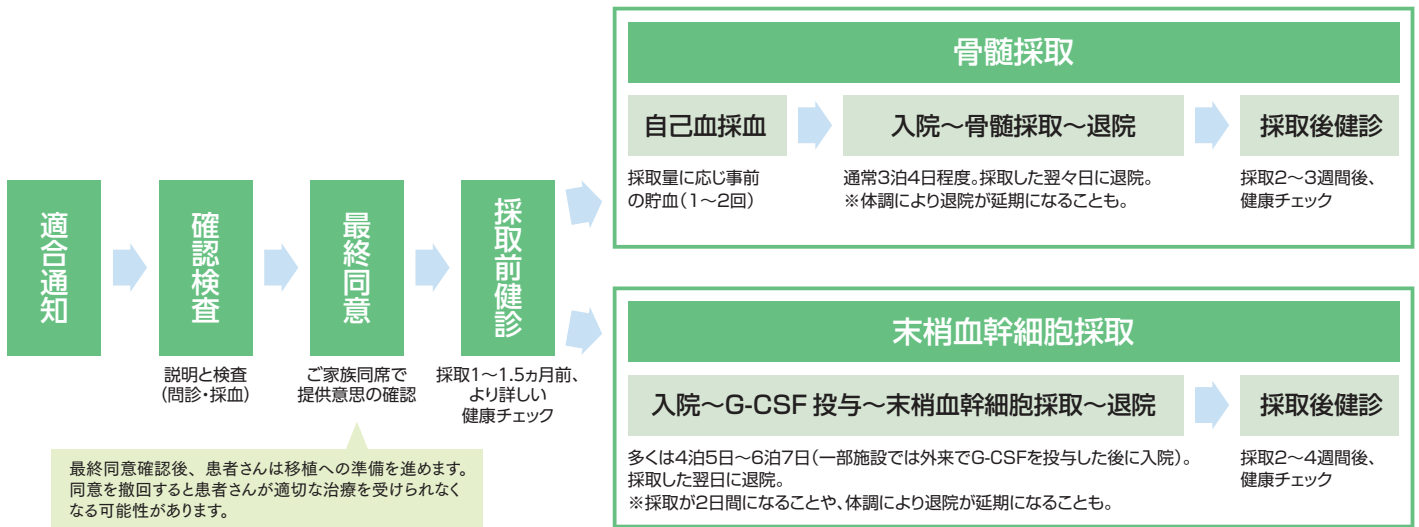 適合通知
確認検査
説明と検査
(問診・採血)
最終同意
ご家族同席で
提供意思の確認
最終同意確認後、患者さんは移植への準備を進めます。
同意を撤回すると患者さんが適切な治療を受けられなく
なる可能性があります。
採取前健診
採取1〜1.5ヵ月前、
より詳しい
健康チェック
骨髄採取
自己血採血
採取量に応じ事前
の貯血(1〜2回)
入院〜骨髄採取〜退院
通常3泊4日程度。採取した翌々日に退院。
※体調により退院が延期になることも。
採取後健診
採取2〜3週間後、
健康チェック
末梢血幹細胞採取
入院〜G-CSF 投与〜末梢血幹細胞採取〜退院
多くは4泊5日〜6泊7日(一部施設では外来でG-CSFを投与した後に入院)。
採取した翌日に退院。
※採取が2日間になることや、体調により退院が延期になることも。
採取後健診
採取2〜4週間後、
健康チェック